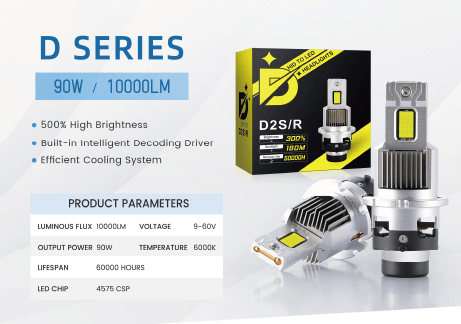 D SERIES
90W / 10000LM
500% High Brightness
Built-in Intelligent Decoding Driver
Efficient Cooling System
PRODUCT PARAMETERS
LUMINOUS FLUX 10000LM VOLTAGE 9-60V
OUTPUT POWER 90W TEMPERATURE 6000K
LIFESPAN 60000 HOURS
LED CHIP 4575 CSP
HID TO LED
HEADLIGHTS
D
D2S/R
Brightness 300%
180M
50000H
D2S/R